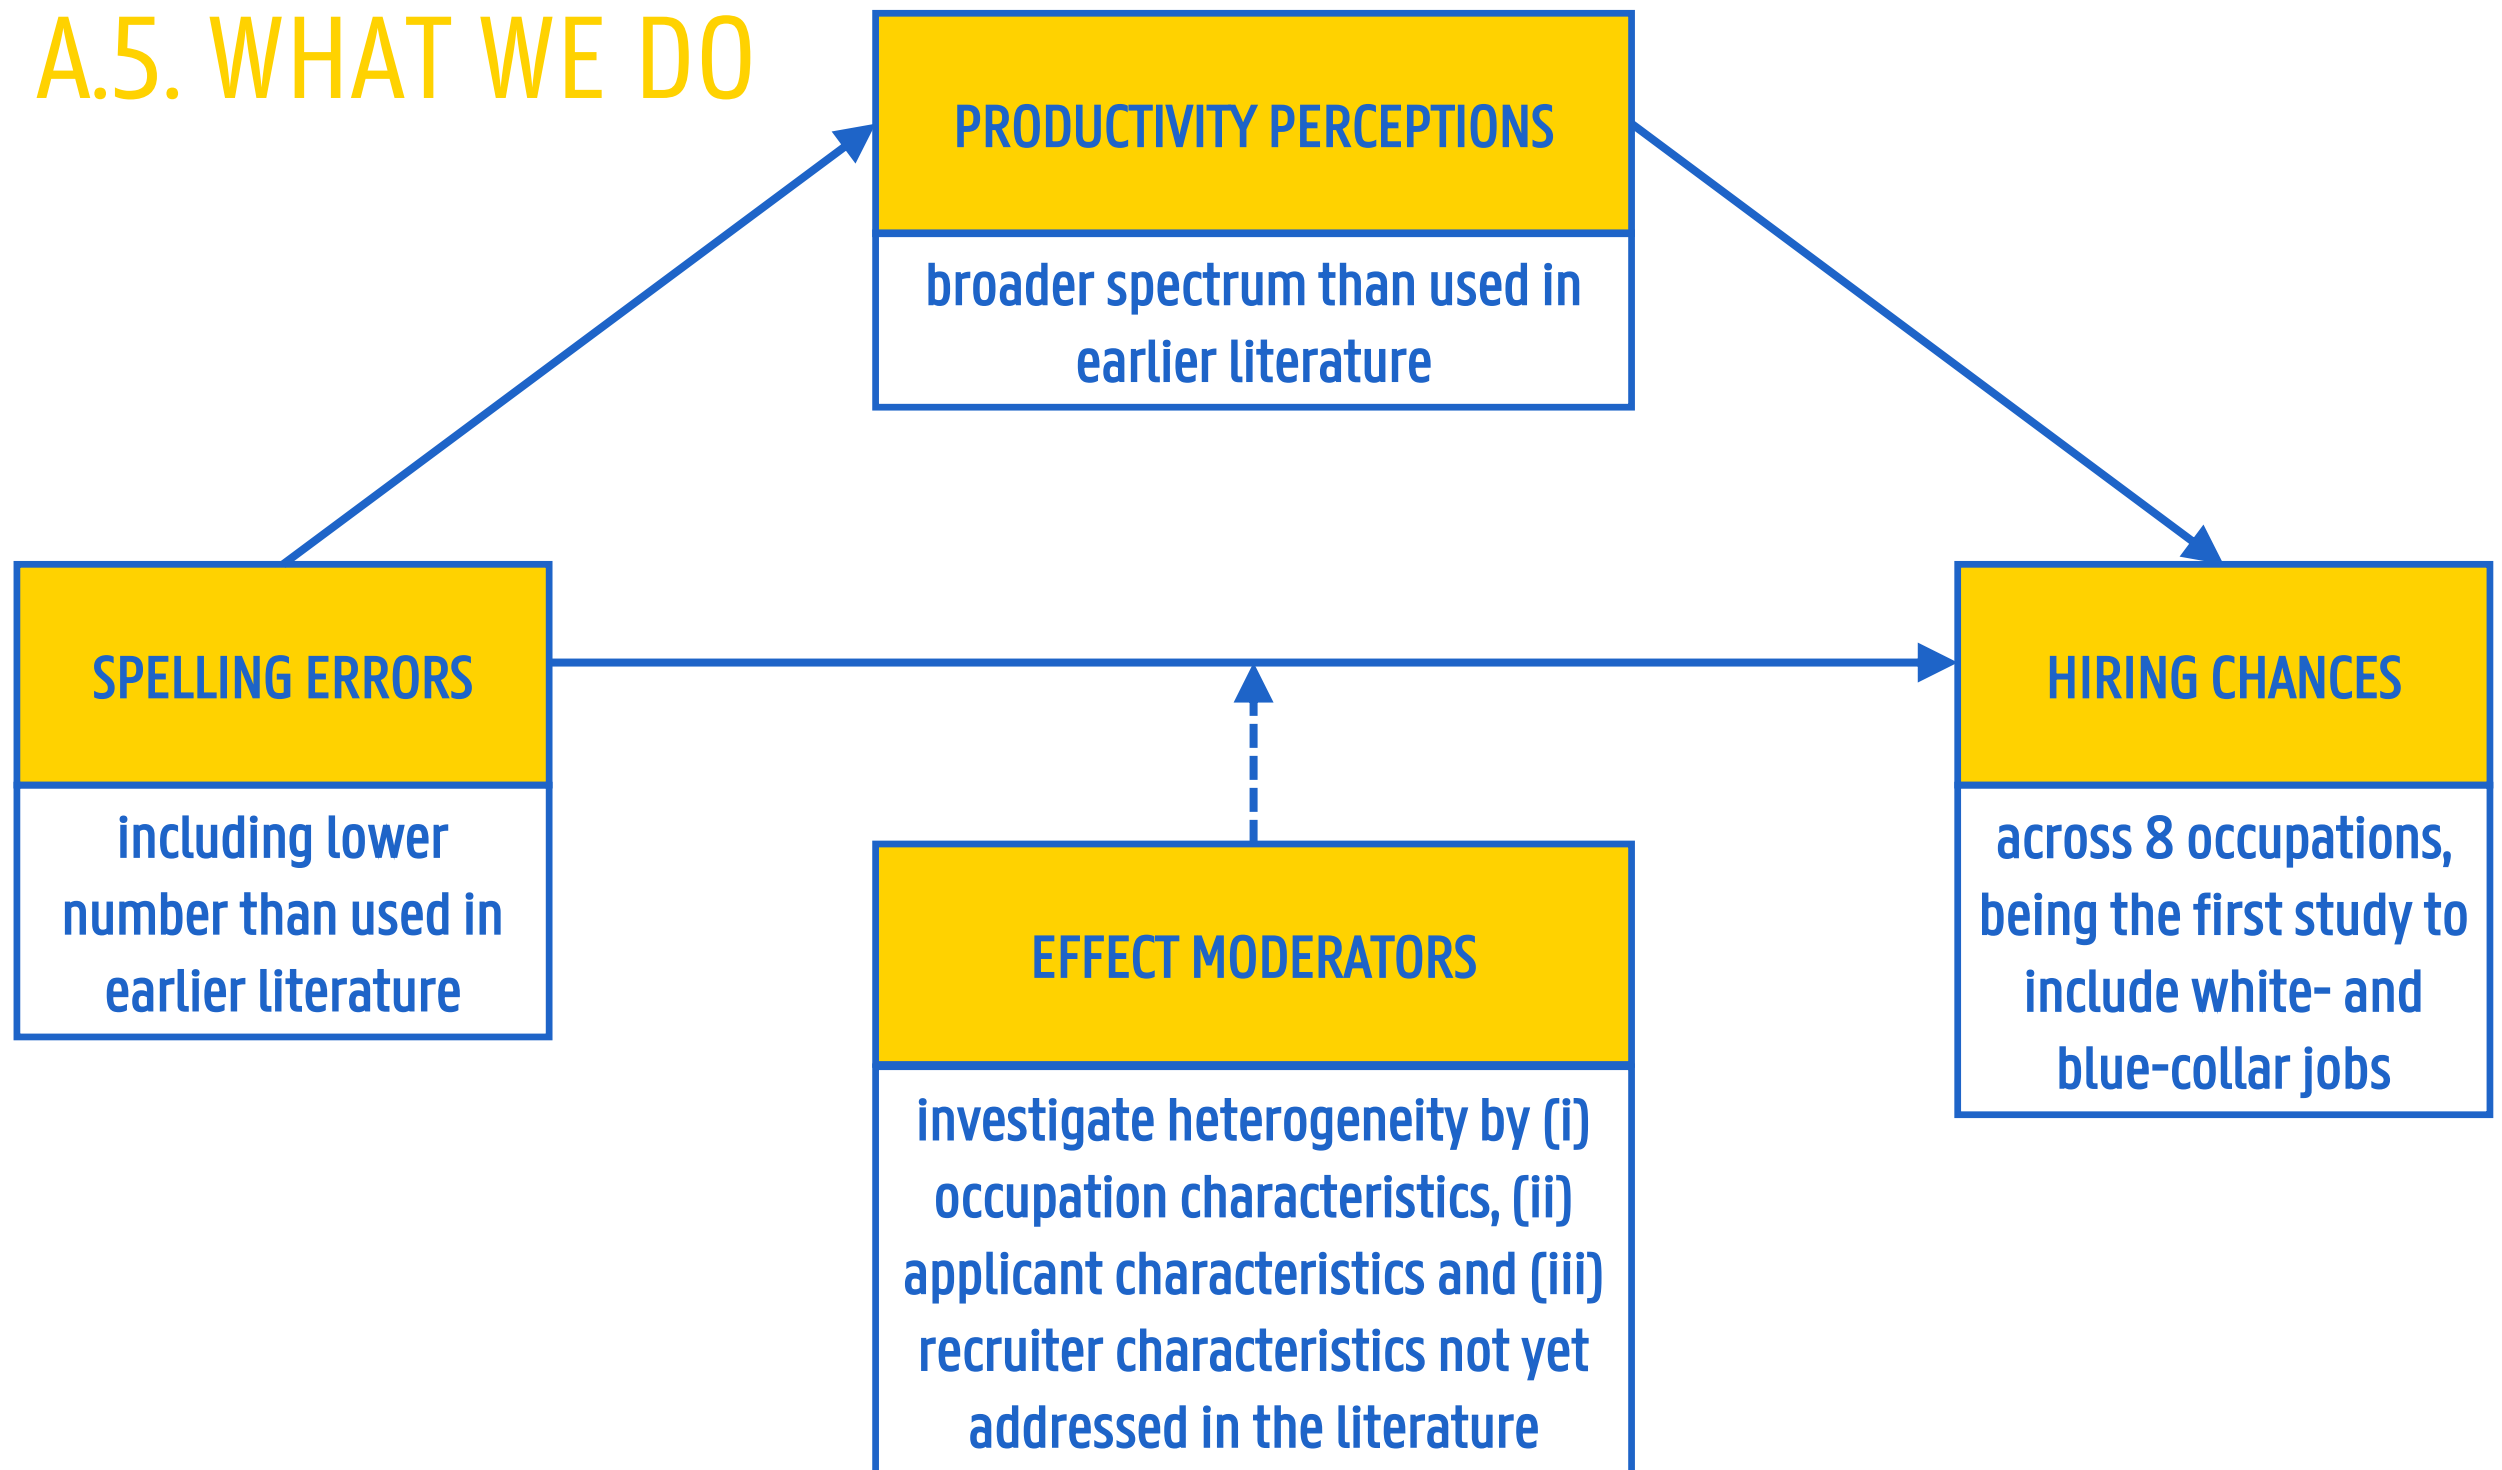 A.5. WHAT WE DO
PRODUCTIVITY PERCEPTIONS
broader spectrum than used in
earlier literature
SPELLING ERRORS
including lower
number than used in
earlier literature
HIRING CHANCES
across 8 occupations,
being the first study to
include white- and
blue-collar jobs
EFFECT MODERATORS
investigate heterogeneity by (i)
occupation characteristics, (ii)
applicant characteristics and (iii)
recruiter characteristics not yet
addressed in the literature